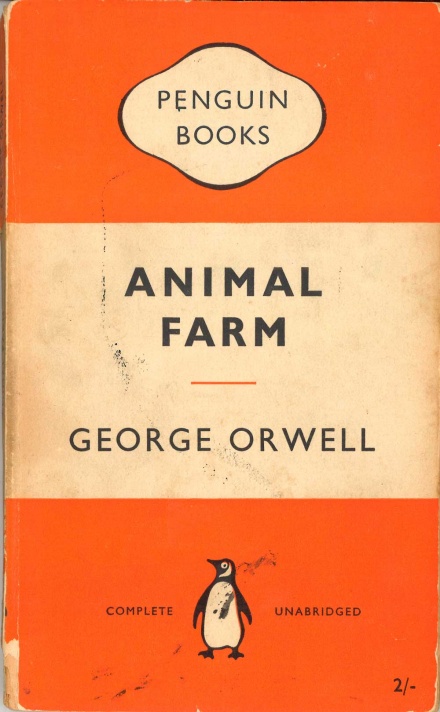 PENGUIN
BOOKS
ANIMAL
FARM
GEORGE ORWELL
COMPLETE UNABRIDGED
2/-